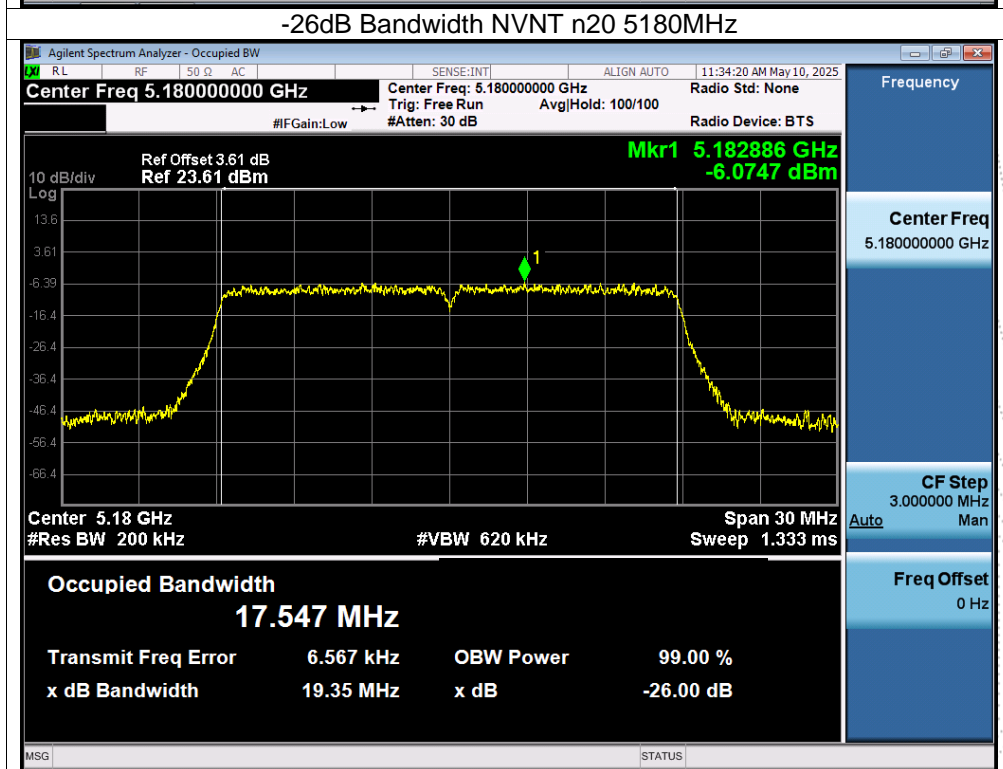 -26dB Bandwidth NVNT n20 5180MHz
Agilent Spectrum Analyzer - Occupied BW
LXI RL RF 50 Ω AC SENSE:INT ALIGN AUTO 11:34:20 AM May 10, 2025
Center Freq 5.180000000 GHz Center Freq: 5.180000000 GHz Radio Std: None Frequency
Trig: Free Run Avg|Hold: 100/100
#IFGain:Low #Atten: 30 dB Radio Device: BTS
Mkr1 5.182886 GHz
-6.0747 dBm
Ref Offset 3.61 dB
10 dB/div Ref 23.61 dBm
Log
13.6
3.61
-6.39
-16.4
-26.4
-36.4
-46.4
-56.4
-66.4
1
Center Freq
5.180000000 GHz
CF Step
3.000000 MHz
Auto Man
Center 5.18 GHz Span 30 MHz
#Res BW 200 kHz #VBW 620 kHz Sweep 1.333 ms
Freq Offset
0 Hz
Occupied Bandwidth
17.547 MHz
Transmit Freq Error 6.567 kHz OBW Power 99.00 %
x dB Bandwidth 19.35 MHz x dB -26.00 dB
MSG STATUS